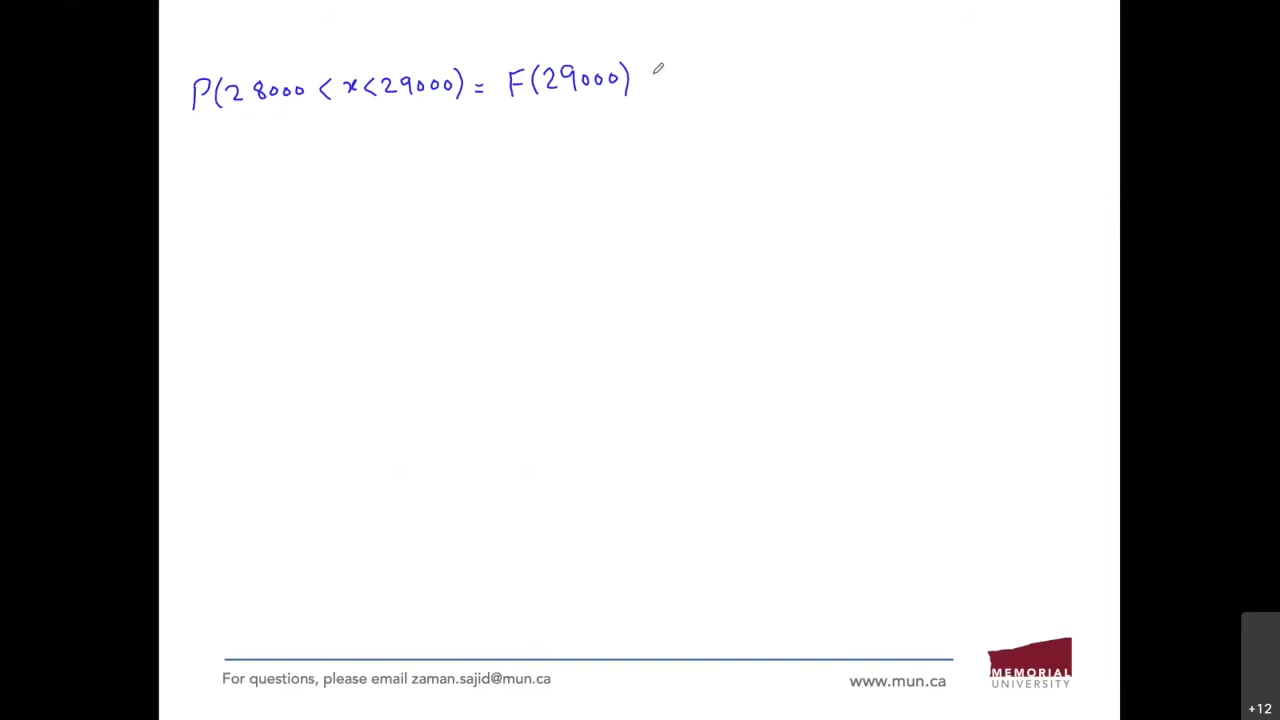 P(28000 < x < 29000) = F(29000)
For questions, please email zaman.sajid@mun.ca
www.mun.ca
MEMORIAL
UNIVERSITY
+12